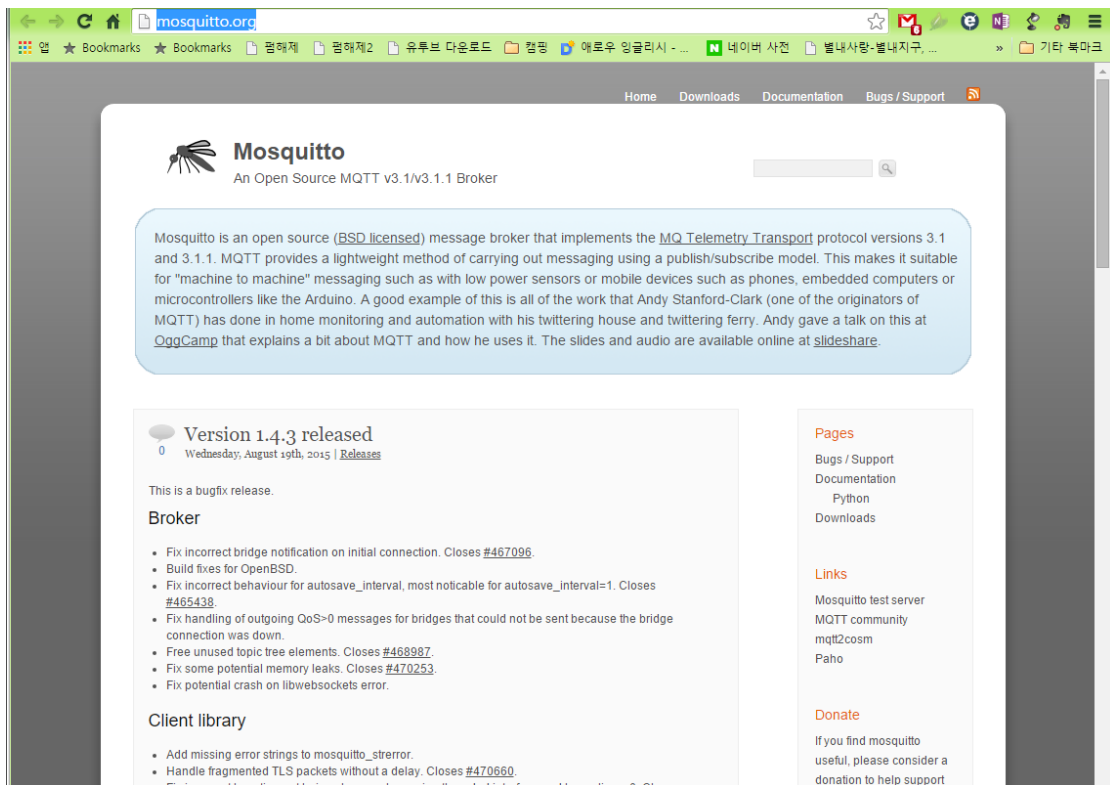 mosquitto.org
6
앱 Bookmarks Bookmarks 펌해제 펌해제2 유튜브 다운로드 캠핑 애로우 잉글리시 - ... 네이버 사전 별내사랑-별내지구, ... » 기타 북마크
Home Downloads Documentation Bugs / Support
Mosquitto
An Open Source MQTT v3.1/v3.1.1 Broker
Mosquitto is an open source (BSD licensed) message broker that implements the MQ Telemetry Transport protocol versions 3.1
and 3.1.1. MQTT provides a lightweight method of carrying out messaging using a publish/subscribe model. This makes it suitable
for "machine to machine" messaging such as with low power sensors or mobile devices such as phones, embedded computers or
microcontrollers like the Arduino. A good example of this is all of the work that Andy Stanford-Clark (one of the originators of
MQTT) has done in home monitoring and automation with his twittering house and twittering ferry. Andy gave a talk on this at
OggCamp that explains a bit about MQTT and how he uses it. The slides and audio are available online at slideshare.
0
Version 1.4.3 released
Wednesday, August 19th, 2015 | Releases
This is a bugfix release.
Broker
Fix incorrect bridge notification on initial connection. Closes #467096.
Build fixes for OpenBSD.
Fix incorrect behaviour for autosave_interval, most noticable for autosave_interval=1. Closes
#465438.
Fix handling of outgoing QoS>0 messages for bridges that could not be sent because the bridge
connection was down.
Free unused topic tree elements. Closes #468987.
Fix some potential memory leaks. Closes #470253.
Fix potential crash on libwebsockets error.
Client library
Add missing error strings to mosquitto_strerror.
Handle fragmented TLS packets without a delay. Closes #470660.
Pages
Bugs / Support
Documentation
Python
Downloads
Links
Mosquitto test server
MQTT community
mqtt2cosm
Paho
Donate
If you find mosquitto
useful, please consider a
donation to help support